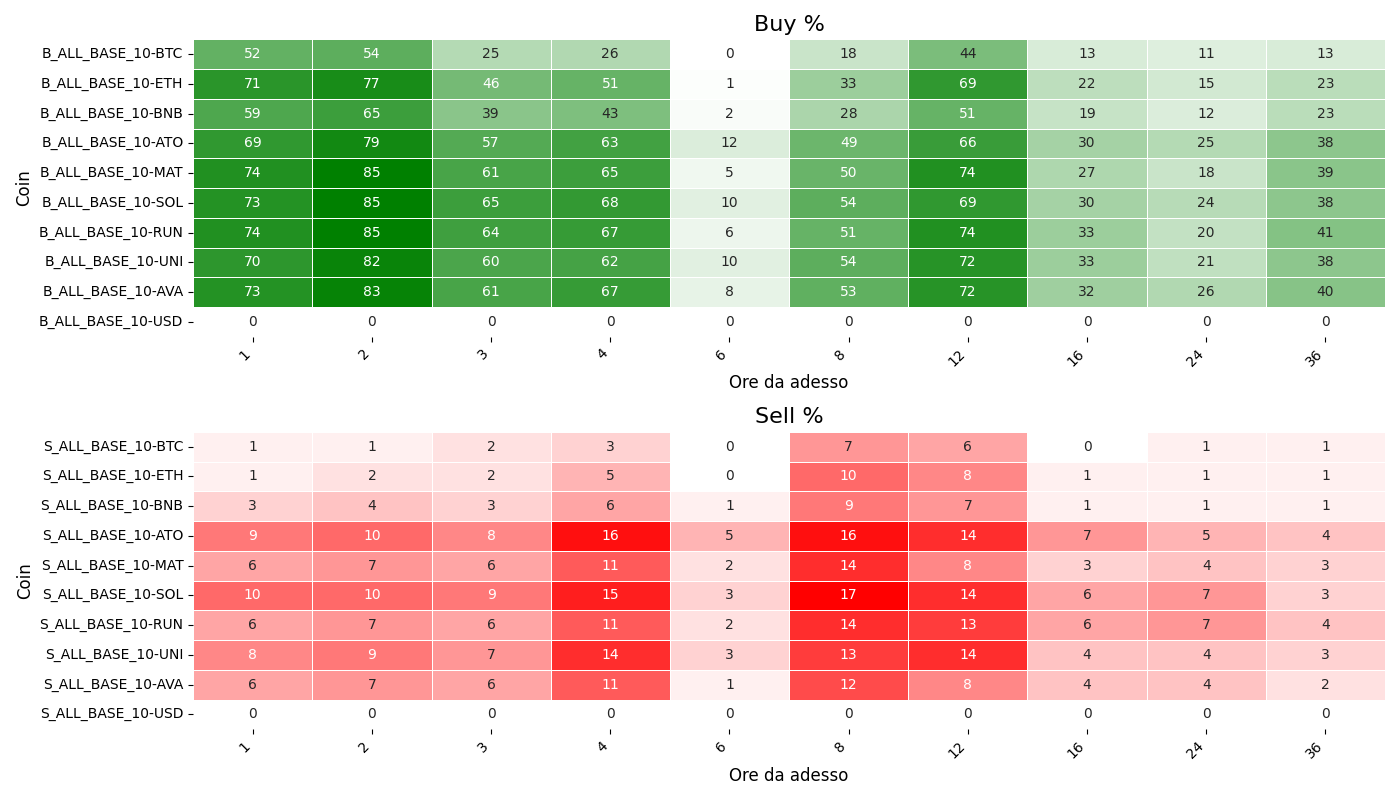 Buy %
B_ALL_BASE_10-BTC 52 54 25 26 0 18 44 13 11 13
B_ALL_BASE_10-ETH 71 77 46 51 1 33 69 22 15 23
B_ALL_BASE_10-BNB 59 65 39 43 2 28 51 19 12 23
B_ALL_BASE_10-ATO 69 79 57 63 12 49 66 30 25 38
B_ALL_BASE_10-MAT 74 85 61 65 5 50 74 27 18 39
B_ALL_BASE_10-SOL 73 85 65 68 10 54 69 30 24 38
B_ALL_BASE_10-RUN 74 85 64 67 6 51 74 33 20 41
B_ALL_BASE_10-UNI 70 82 60 62 10 54 72 33 21 38
B_ALL_BASE_10-AVA 73 83 61 67 8 53 72 32 26 40
B_ALL_BASE_10-USD 0 0 0 0 0 0 0 0 0 0
Coin
1 2 3 4 6 8 12 16 24 36
Ore da adesso
Sell %
S_ALL_BASE_10-BTC 1 1 2 3 0 7 6 0 1 1
S_ALL_BASE_10-ETH 1 2 2 5 0 10 8 1 1 1
S_ALL_BASE_10-BNB 3 4 3 6 1 9 7 1 1 1
S_ALL_BASE_10-ATO 9 10 8 16 5 16 14 7 5 4
S_ALL_BASE_10-MAT 6 7 6 11 2 14 8 3 4 3
S_ALL_BASE_10-SOL 10 10 9 15 3 17 14 6 7 3
S_ALL_BASE_10-RUN 6 7 6 11 2 14 13 6 7 4
S_ALL_BASE_10-UNI 8 9 7 14 3 13 14 4 4 3
S_ALL_BASE_10-AVA 6 7 6 11 1 12 8 4 4 2
S_ALL_BASE_10-USD 0 0 0 0 0 0 0 0 0 0
Coin
1 2 3 4 6 8 12 16 24 36
Ore da adesso